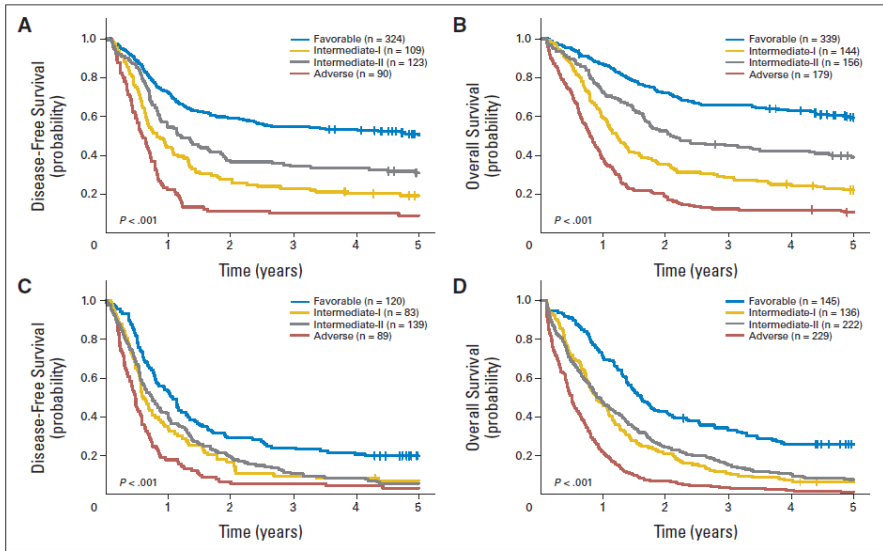 A
Disease-Free Survival
(probability)
1.0
0.8
0.6
0.4
0.2
0
Favorable (n = 324)
Intermediate-I (n = 109)
Intermediate-II (n = 123)
Adverse (n = 90)
P < .001
1 2 3 4 5
Time (years)
B
Overall Survival
(probability)
1.0
0.8
0.6
0.4
0.2
0
Favorable (n = 339)
Intermediate-I (n = 144)
Intermediate-II (n = 156)
Adverse (n = 179)
P < .001
1 2 3 4 5
Time (years)
C
Disease-Free Survival
(probability)
1.0
0.8
0.6
0.4
0.2
0
Favorable (n = 120)
Intermediate-I (n = 83)
Intermediate-II (n = 139)
Adverse (n = 89)
P < .001
1 2 3 4 5
Time (years)
D
Overall Survival
(probability)
1.0
0.8
0.6
0.4
0.2
0
Favorable (n = 145)
Intermediate-I (n = 136)
Intermediate-II (n = 222)
Adverse (n = 229)
P < .001
1 2 3 4 5
Time (years)